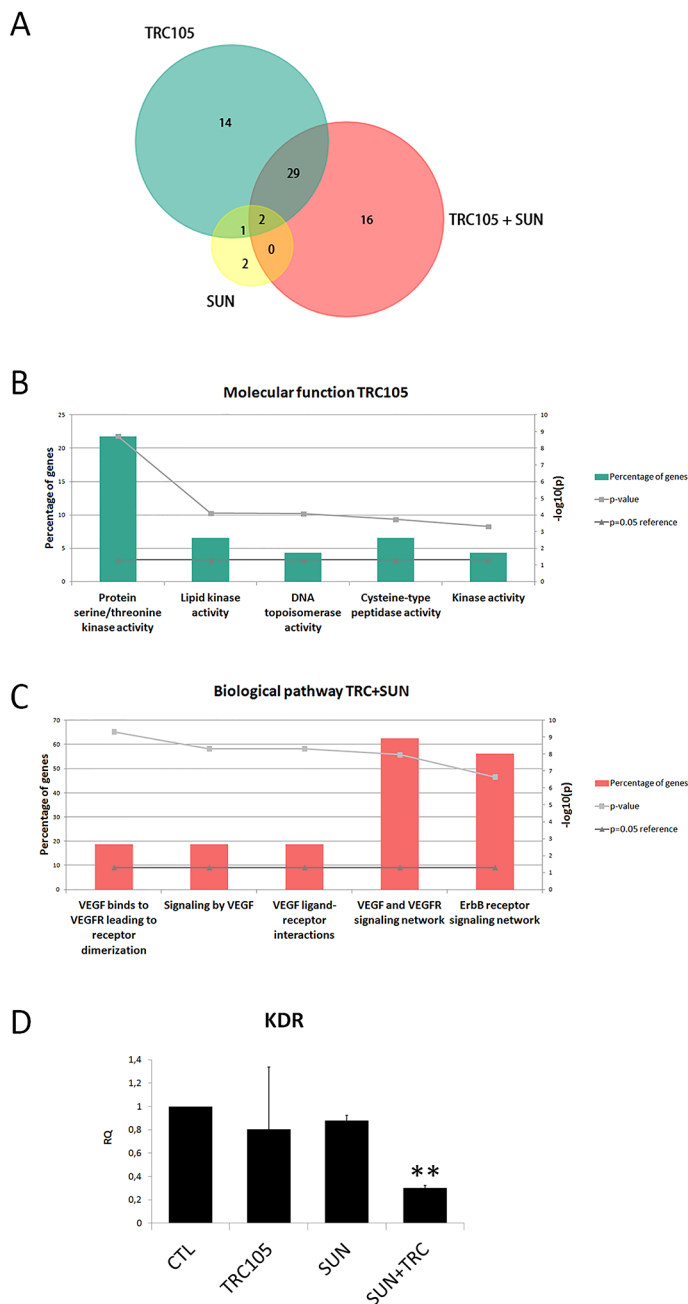 A
TRC105
14
29
16
TRC105 + SUN
2
1
0
2
SUN
B
Molecular function TRC105
Percentage of genes
25
20
15
10
5
0
10
9
8
7
6
5
4
3
2
1
0
-log10(p)
Percentage of genes
p-value
p=0.05 reference
Protein
serine/threonine
kinase activity
Lipid kinase
activity
DNA
topoisomerase
activity
Cysteine-type
peptidase activity
Kinase activity
C
Biological pathway TRC+SUN
Percentage of genes
70
60
50
40
30
20
10
0
10
9
8
7
6
5
4
3
2
1
0
-log10(p)
Percentage of genes
p-value
p=0.05 reference
VEGF binds to
VEGFR leading to
receptor
dimerization
Signaling by VEGF
VEGF ligand-
receptor
interactions
VEGF and VEGFR
signaling network
ErbB receptor
signaling network
D
KDR
RQ
1,4
1,2
1
0,8
0,6
0,4
0,2
0
**
CTL
TRC105
SUN
SUN+TRC